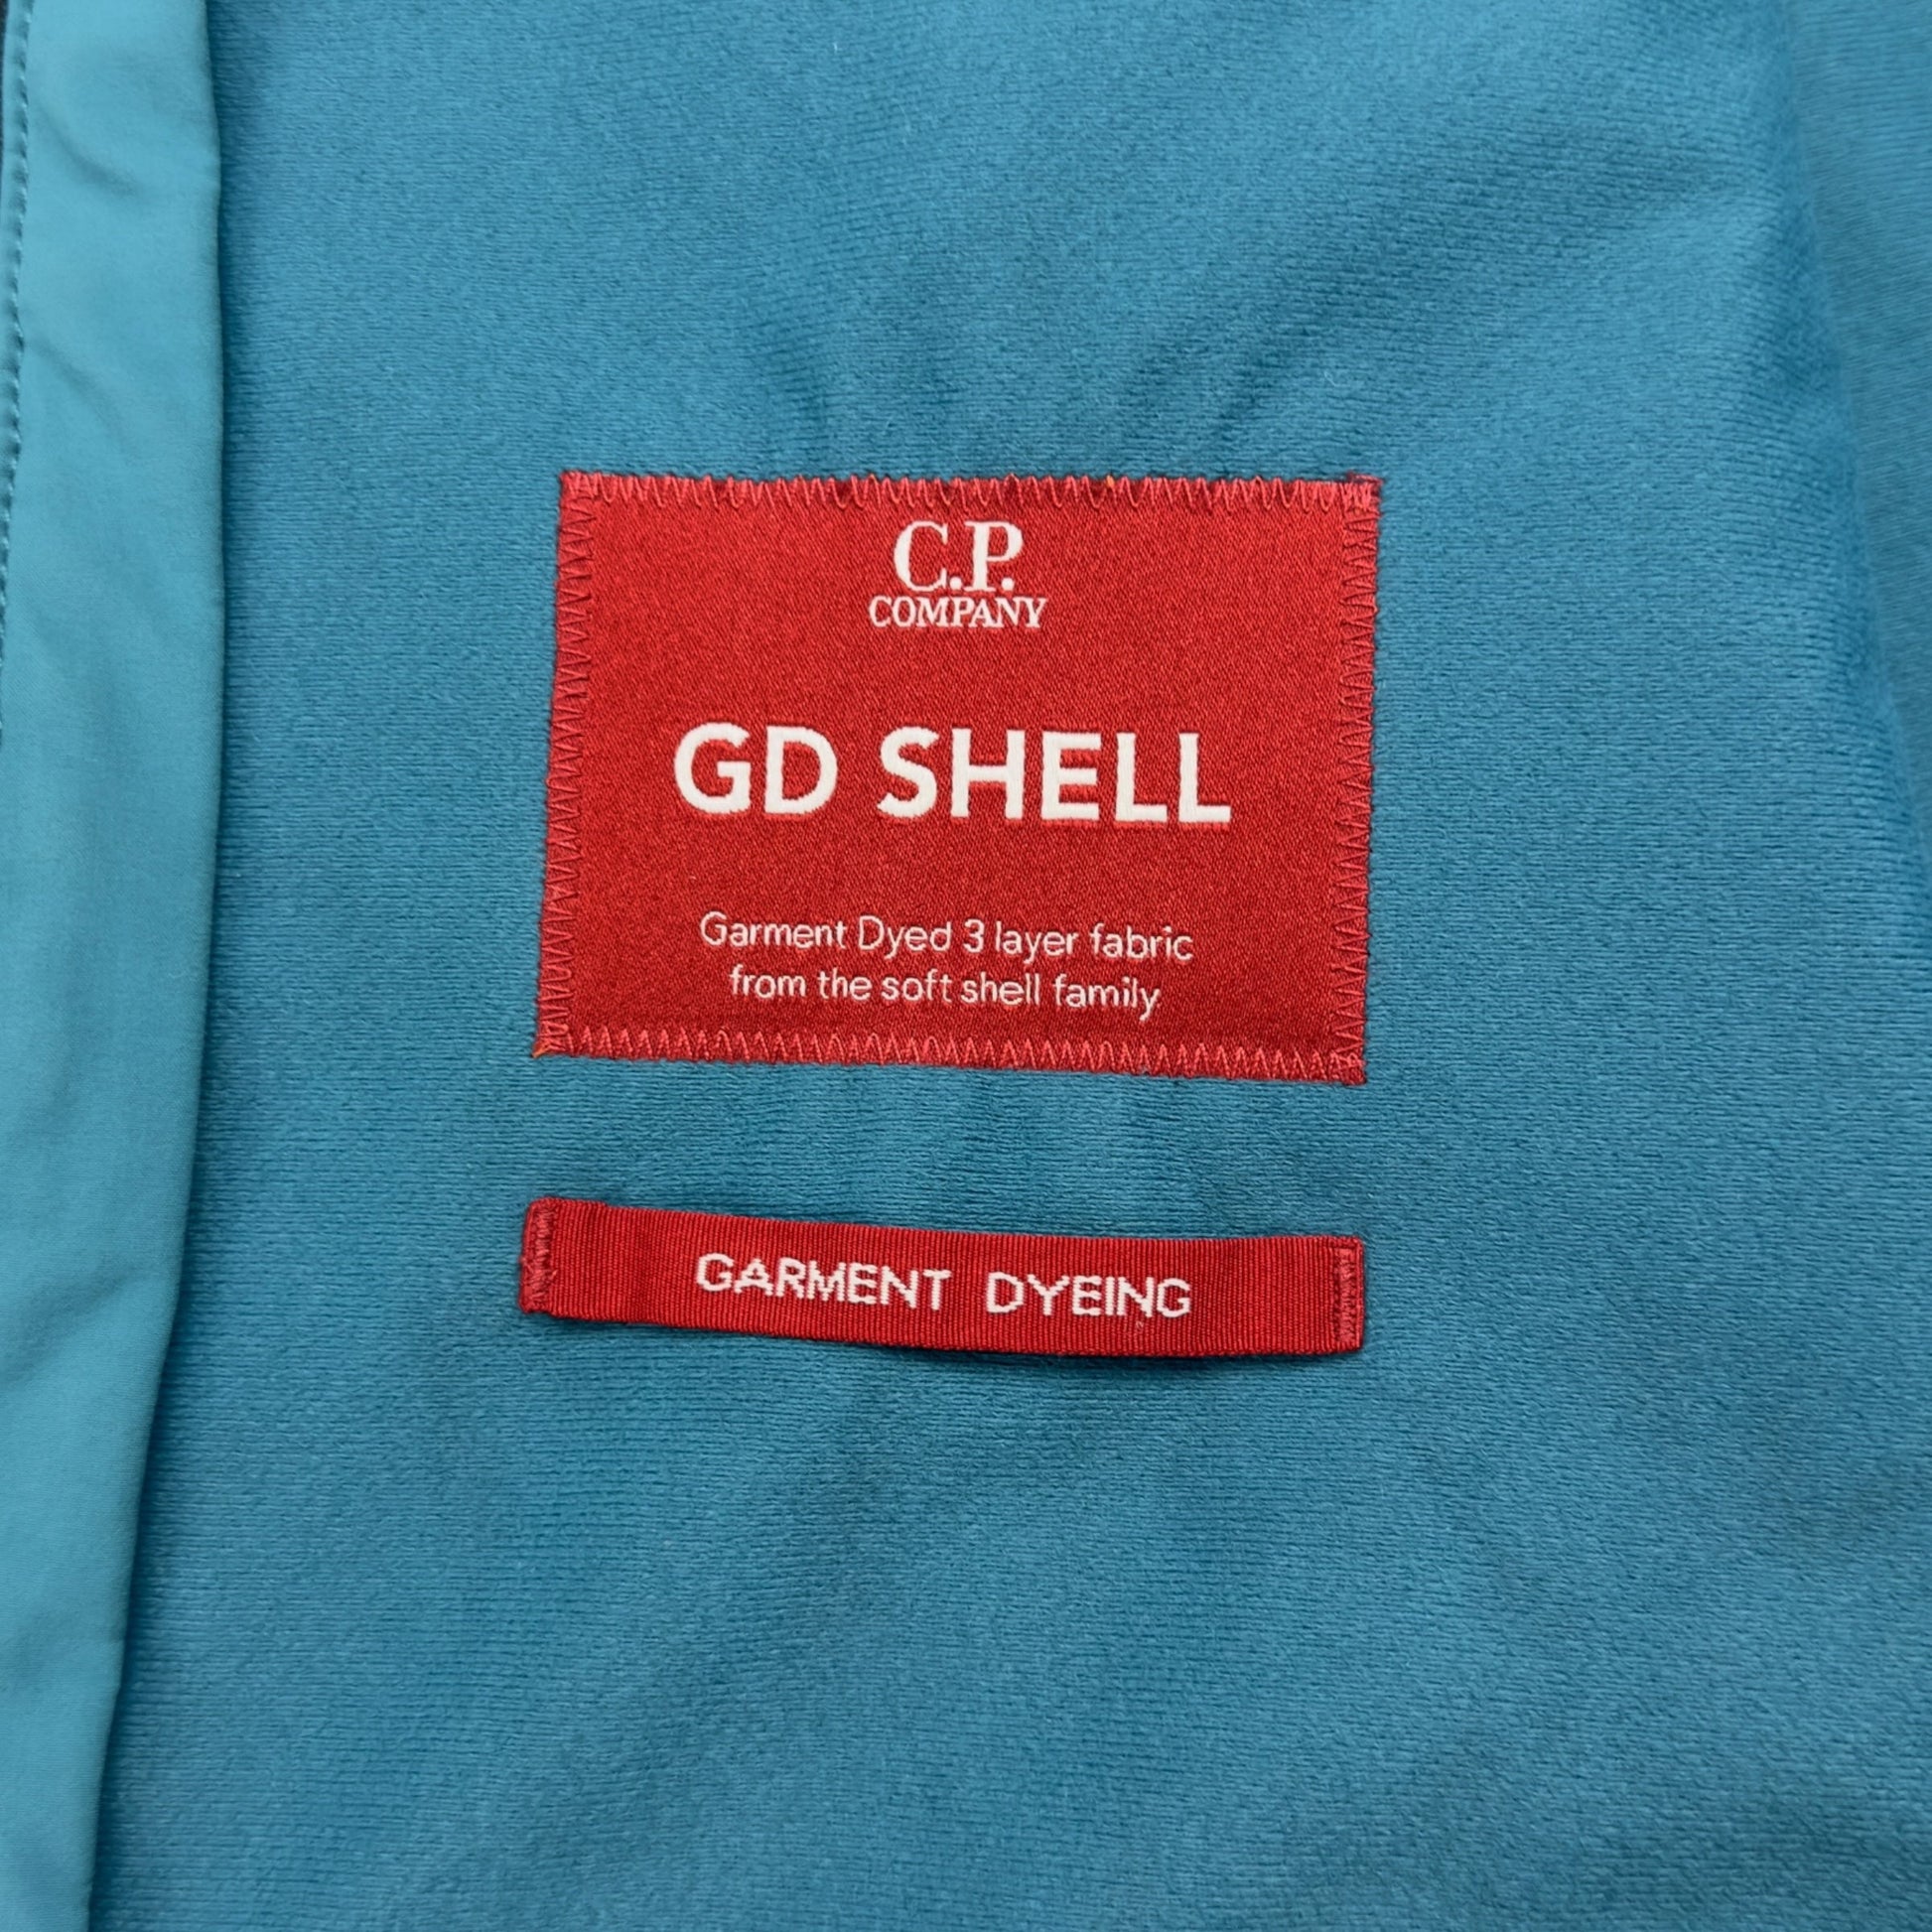 C.P.
COMPANY
GD SHELL
Garment Dyed 3 layer fabric
from the soft shell family
GARMENT DYEING